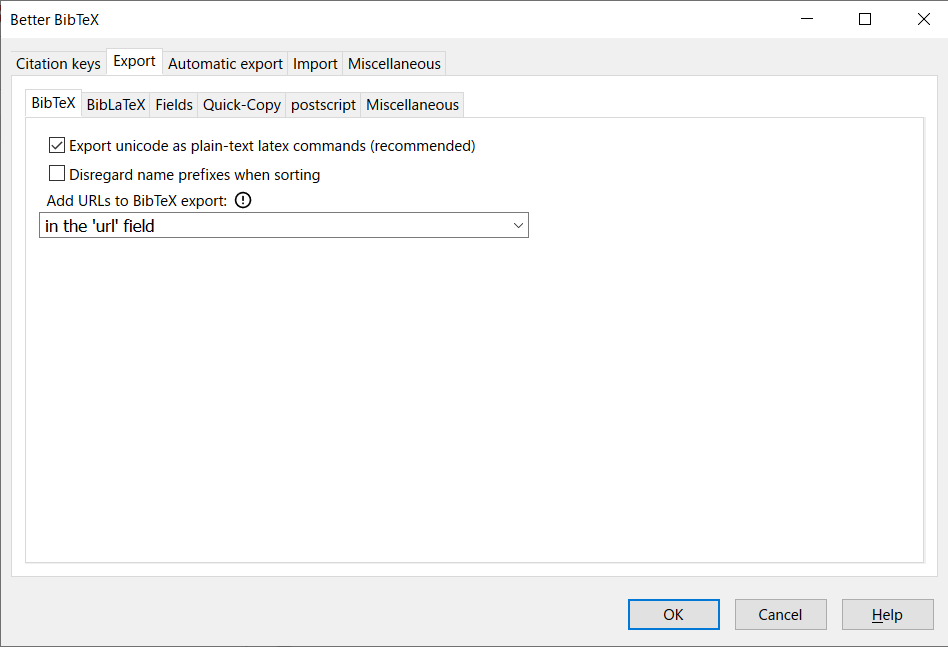 Better BibTeX
Citation keys Export Automatic export Import Miscellaneous
BibTeX BibLaTeX Fields Quick-Copy postscript Miscellaneous
Export unicode as plain-text latex commands (recommended)
Disregard name prefixes when sorting
Add URLs to BibTeX export:
in the 'url' field
OK Cancel Help